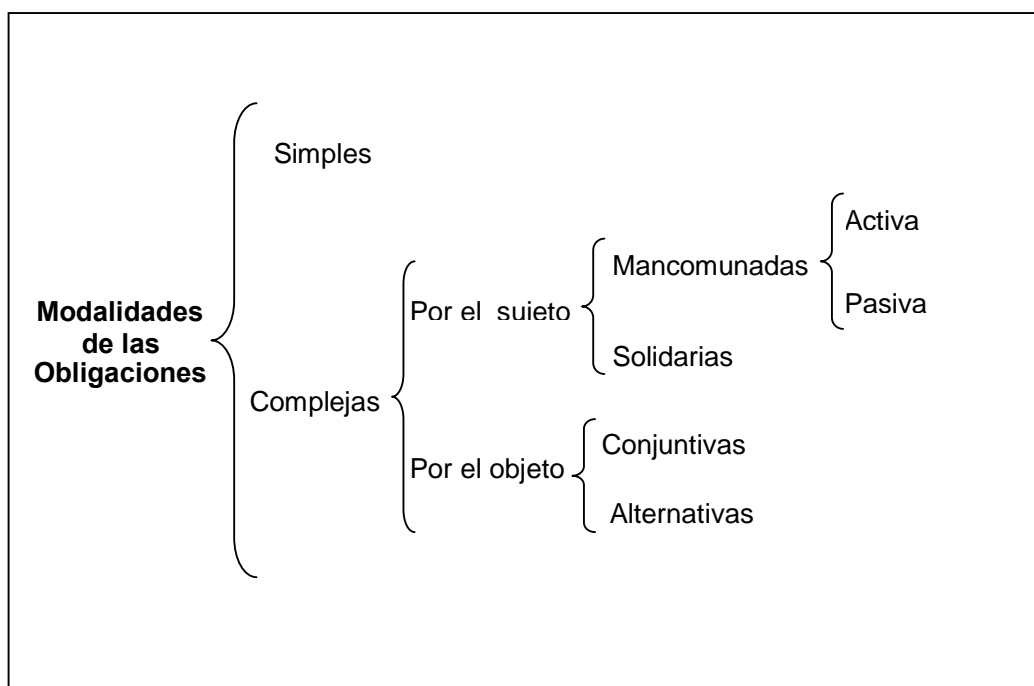 Modalidades
de las
Obligaciones
Simples
Complejas
Por el sujeto
Mancomunadas
Activa
Pasiva
Solidarias
Por el objeto
Conjuntivas
Alternativas